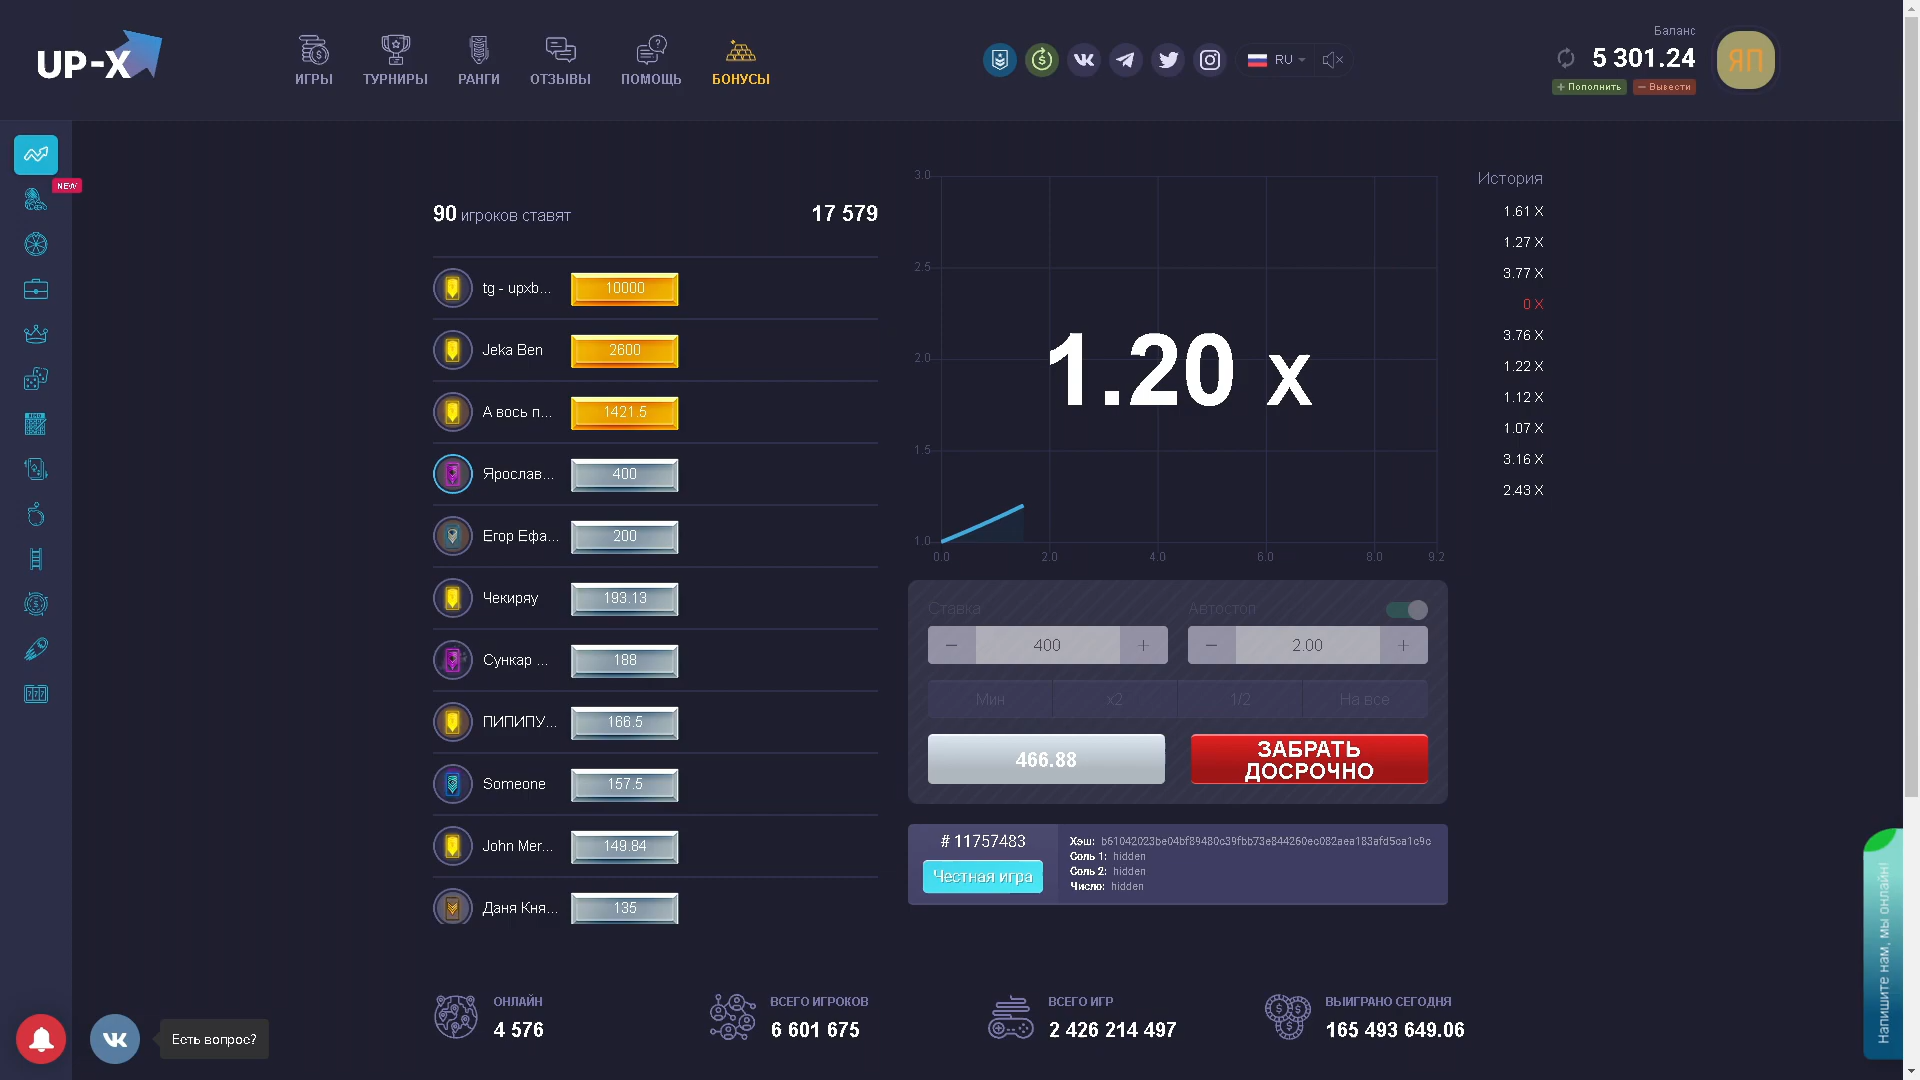 UP-X
ИГРЫ
ТУРНИРЫ
РАНГИ
ОТЗЫВЫ
ПОМОЩЬ
БОНУСЫ
RU
Баланс
5 301.24
+ Пополнить
− Вывести
ЯП
NEW
90 игроков ставят
17 579
tg - upxb...
10000
Jeka Ben
2600
А вось п...
1421.5
Ярослав...
400
Егор Ефа...
200
Чекиряу
193.13
Сункар ...
188
ПИПИПУ...
166.5
Someone
157.5
John Mer...
149.84
Даня Кня...
135
3.0
2.5
2.0
1.5
1.0
0.0
2.0
4.0
6.0
8.0
9.2
1.20 x
История
1.61 X
1.27 X
3.77 X
0 X
3.76 X
1.22 X
1.12 X
1.07 X
3.16 X
2.43 X
Ставка
Автостоп
− 400 +
− 2.00 +
Мин
x2
1/2
На все
466.88
ЗАБРАТЬ
ДОСРОЧНО
# 11757483
Честная игра
Хэш: b61042023be04bf89480c39fbb73e844260ec082aea183afd5ca1c9c
Соль 1: hidden
Соль 2: hidden
Число: hidden
ОНЛАЙН
4 576
ВСЕГО ИГРОКОВ
6 601 675
ВСЕГО ИГР
2 426 214 497
ВЫИГРАНО СЕГОДНЯ
165 493 649.06
Есть вопрос?
Напишите нам, мы онлайн!